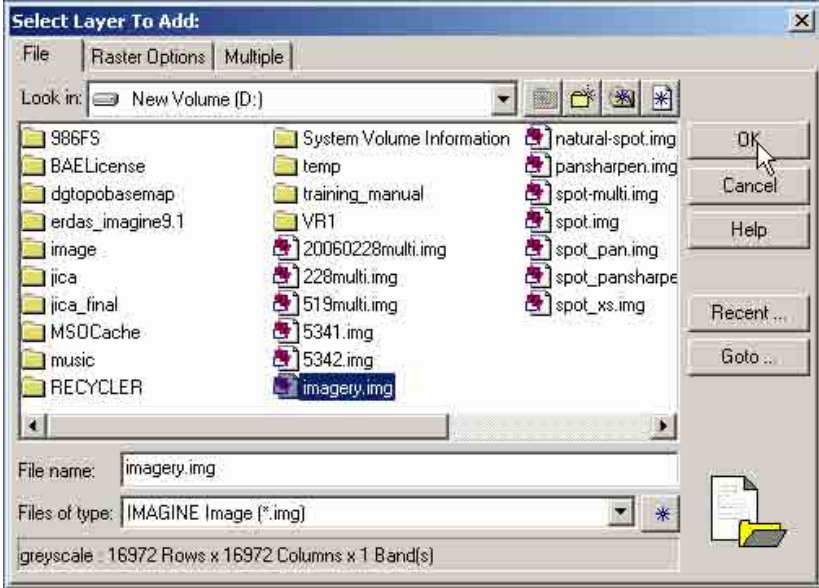 Select Layer To Add:
File
Raster Options
Multiple
Look in:
New Volume (D:)
986FS
BAELicense
dgtopobasemap
erdas_imagine9.1
image
jica
jica_final
MSOCache
music
RECYCLER
System Volume Information
temp
training_manual
VR1
20060228multi.img
228multi.img
519multi.img
5341.img
5342.img
imagery.img
natural-spot.img
pansharpen.img
spot-multi.img
spot.img
spot_pan.img
spot_pansharpe
spot_xs.img
OK
Cancel
Help
Recent ...
Goto ...
File name:
imagery.img
Files of type:
IMAGINE Image (*.img)
greyscale : 16972 Rows x 16972 Columns x 1 Band(s)